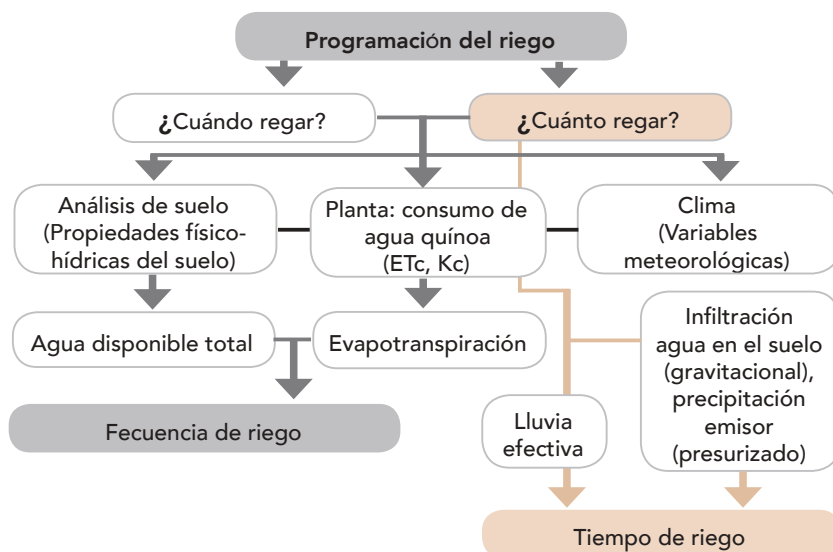 Programación del riego
¿Cuándo regar?
¿Cuánto regar?
Análisis de suelo
(Propiedades físico-
hídricas del suelo)
Planta: consumo de
agua quínoa
(ETc, Kc)
Clima
(Variables
meteorológicas)
Agua disponible total
Evapotranspiración
Infiltración
agua en el suelo
(gravitacional),
precipitación
emisor
(presurizado)
Fecuencia de riego
Lluvia
efectiva
Tiempo de riego